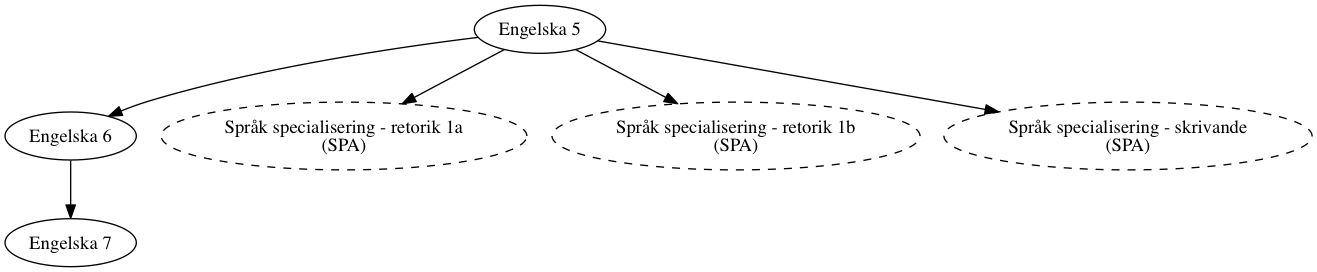 Engelska 5
Engelska 6
Språk specialisering - retorik 1a
(SPA)
Språk specialisering - retorik 1b
(SPA)
Språk specialisering - skrivande
(SPA)
Engelska 7